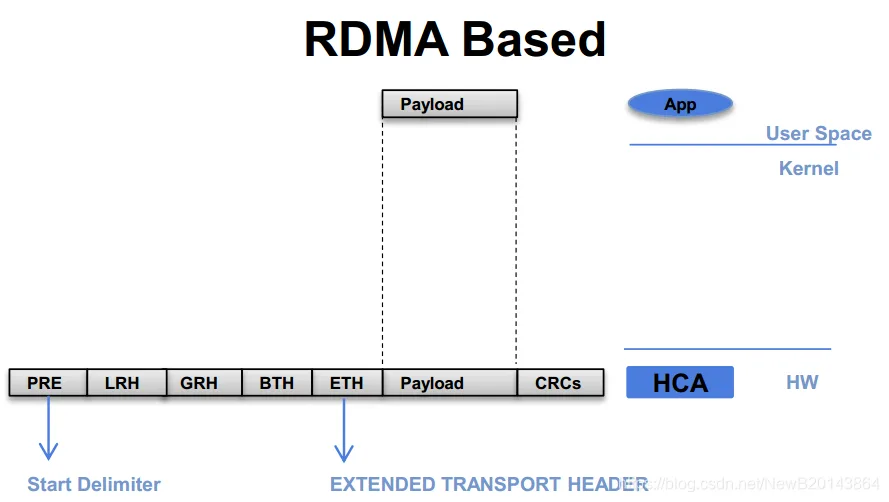 RDMA Based
Payload
App
User Space
Kernel
PRE LRH GRH BTH ETH Payload CRCs
HCA
HW
Start Delimiter
EXTENDED TRANSPORT HEADER
blog.csdn.net/NewB20143864